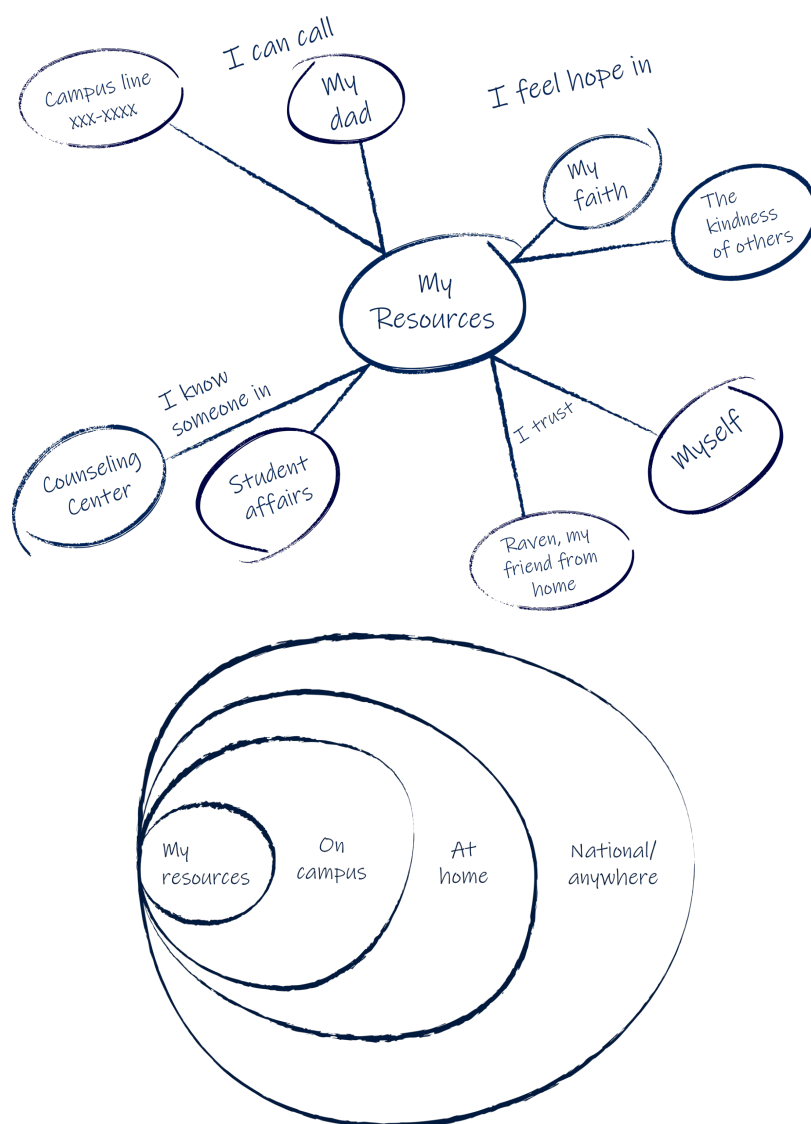 I can call
Campus line
xxx-xxxx
My
dad
I feel hope in
My
faith
The
kindness
of others
My
Resources
I know
someone in
Counseling
Center
Student
affairs
I trust
Myself
Raven, my
friend from
home
My
resources
On
campus
At
home
National/
anywhere